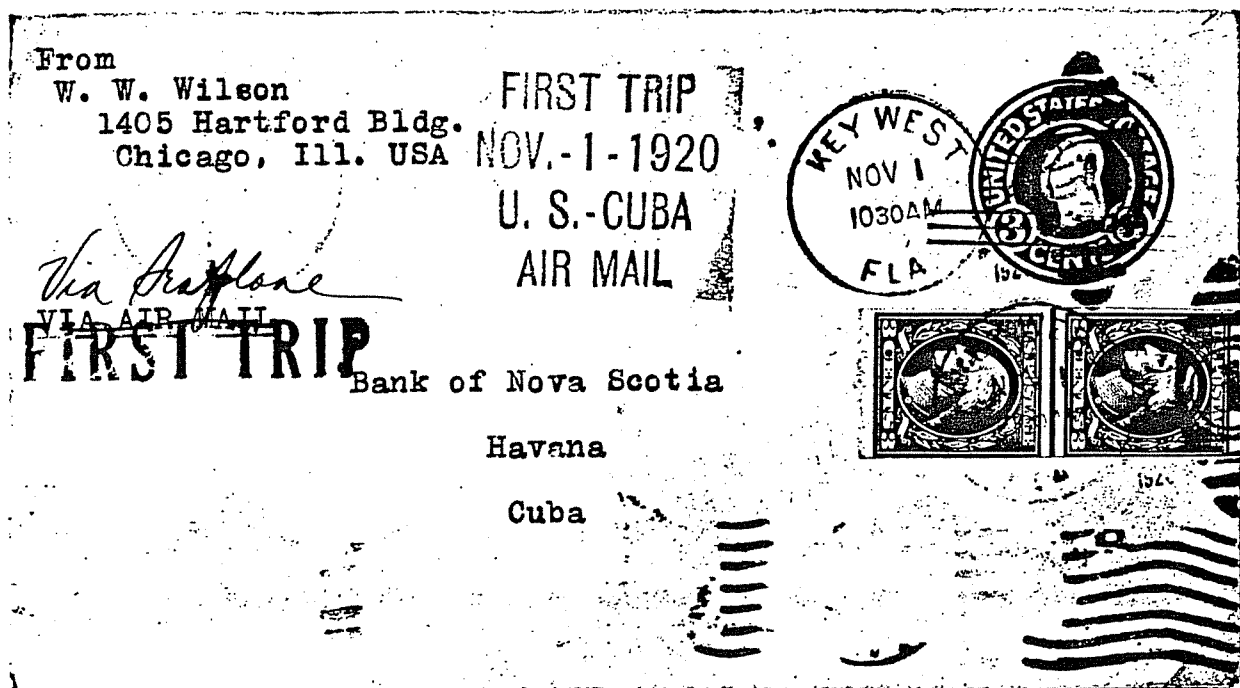 From
W. W. Wilson
1405 Hartford Bldg.
Chicago, Ill. USA
FIRST TRIP
NOV.-1-1920
U. S.-CUBA
AIR MAIL
KEY WEST
NOV 1
1030AM
FLA
UNITED STATES
3 CENTS
Via
VIA AIR MAIL
FIRST TRIP
Bank of Nova Scotia
Havana
Cuba